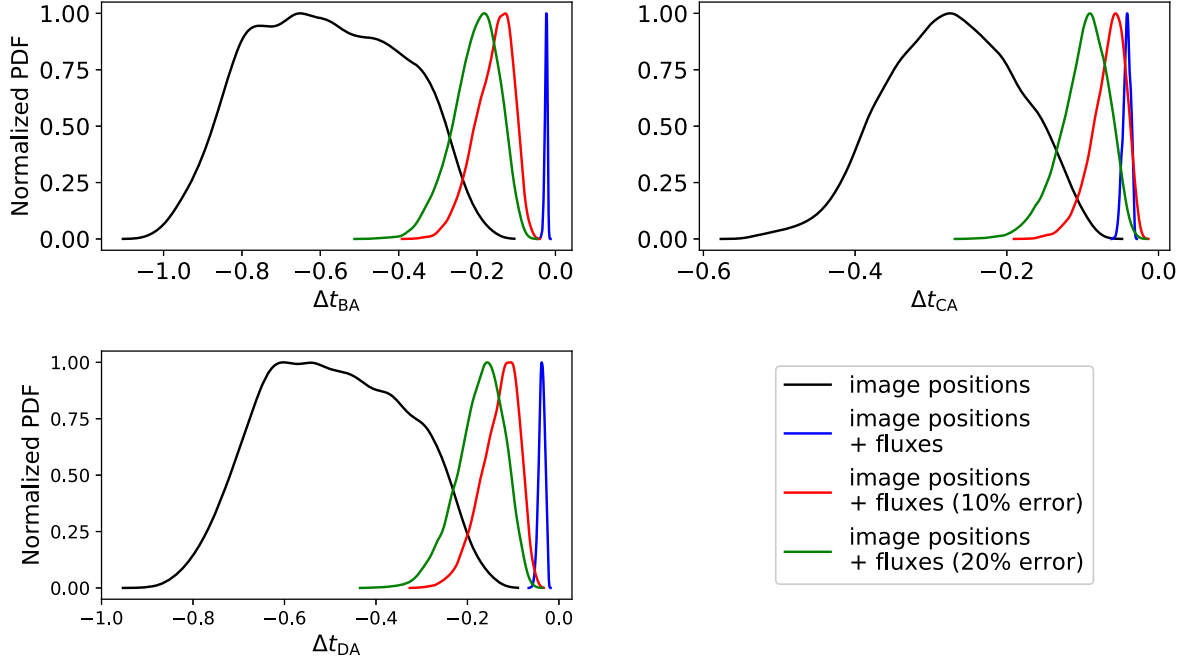 1.00
0.75
0.50
0.25
0.00
Normalized PDF
−1.0 −0.8 −0.6 −0.4 −0.2 0.0
Δt_BA
1.00
0.75
0.50
0.25
0.00
−0.6 −0.4 −0.2 0.0
Δt_CA
1.00
0.75
0.50
0.25
0.00
Normalized PDF
−1.0 −0.8 −0.6 −0.4 −0.2 0.0
Δt_DA
image positions
image positions
+ fluxes
image positions
+ fluxes (10% error)
image positions
+ fluxes (20% error)